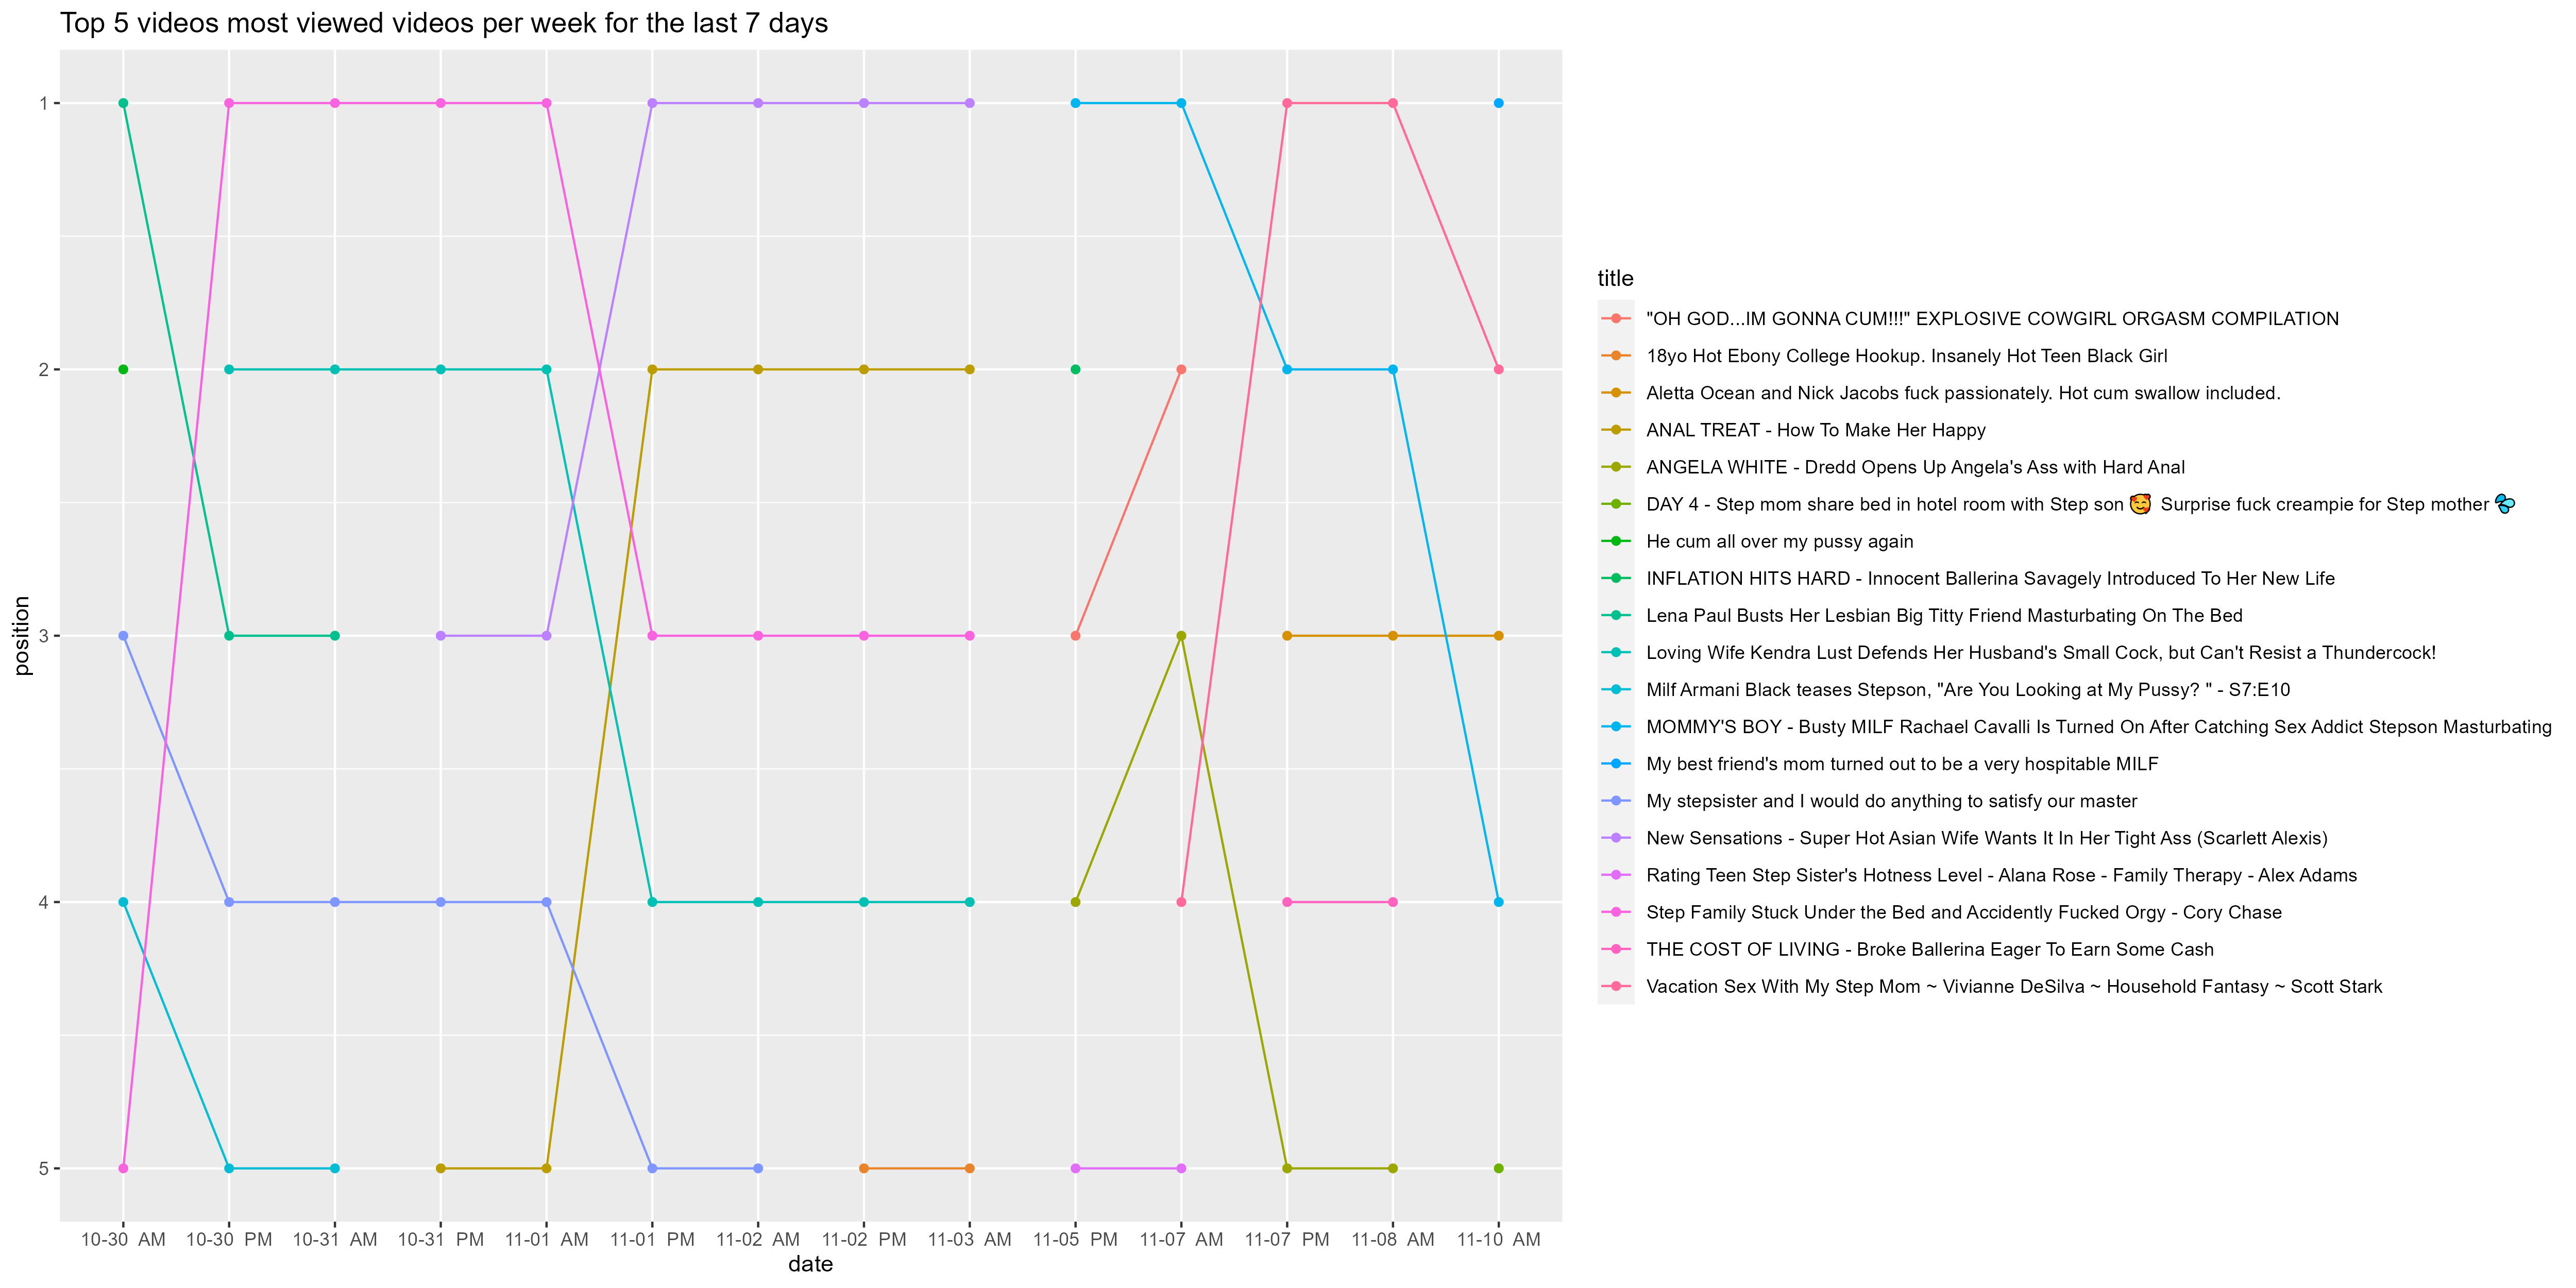 Top 5 videos most viewed videos per week for the last 7 days
1
2
3
4
5
position
10-30 AM 10-30 PM 10-31 AM 10-31 PM 11-01 AM 11-01 PM 11-02 AM 11-02 PM 11-03 AM 11-05 PM 11-07 AM 11-07 PM 11-08 AM 11-10 AM
date
title
"OH GOD...IM GONNA CUM!!!" EXPLOSIVE COWGIRL ORGASM COMPILATION
18yo Hot Ebony College Hookup. Insanely Hot Teen Black Girl
Aletta Ocean and Nick Jacobs fuck passionately. Hot cum swallow included.
ANAL TREAT - How To Make Her Happy
ANGELA WHITE - Dredd Opens Up Angela's Ass with Hard Anal
DAY 4 - Step mom share bed in hotel room with Step son 🥰 Surprise fuck creampie for Step mother 💦
He cum all over my pussy again
INFLATION HITS HARD - Innocent Ballerina Savagely Introduced To Her New Life
Lena Paul Busts Her Lesbian Big Titty Friend Masturbating On The Bed
Loving Wife Kendra Lust Defends Her Husband's Small Cock, but Can't Resist a Thundercock!
Milf Armani Black teases Stepson, "Are You Looking at My Pussy? " - S7:E10
MOMMY'S BOY - Busty MILF Rachael Cavalli Is Turned On After Catching Sex Addict Stepson Masturbating
My best friend's mom turned out to be a very hospitable MILF
My stepsister and I would do anything to satisfy our master
New Sensations - Super Hot Asian Wife Wants It In Her Tight Ass (Scarlett Alexis)
Rating Teen Step Sister's Hotness Level - Alana Rose - Family Therapy - Alex Adams
Step Family Stuck Under the Bed and Accidently Fucked Orgy - Cory Chase
THE COST OF LIVING - Broke Ballerina Eager To Earn Some Cash
Vacation Sex With My Step Mom ~ Vivianne DeSilva ~ Household Fantasy ~ Scott Stark